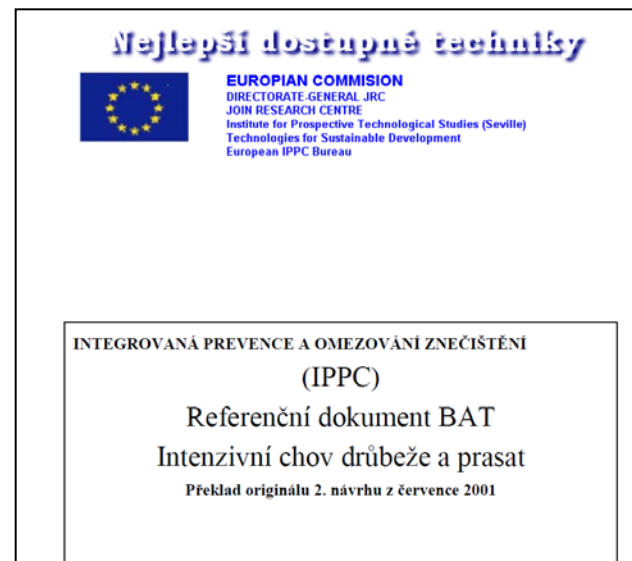 Nejlepší dostupné techniky
EUROPIAN COMMISION
DIRECTORATE-GENERAL JRC
JOIN RESEARCH CENTRE
Institute for Prospective Technological Studies (Seville)
Technologies for Sustainable Development
European IPPC Bureau
INTEGROVANÁ PREVENCE A OMEZOVÁNÍ ZNEČIŠTĚNÍ
(IPPC)
Referenční dokument BAT
Intenzivní chov drůbeže a prasat
Překlad originálu 2. návrhu z července 2001